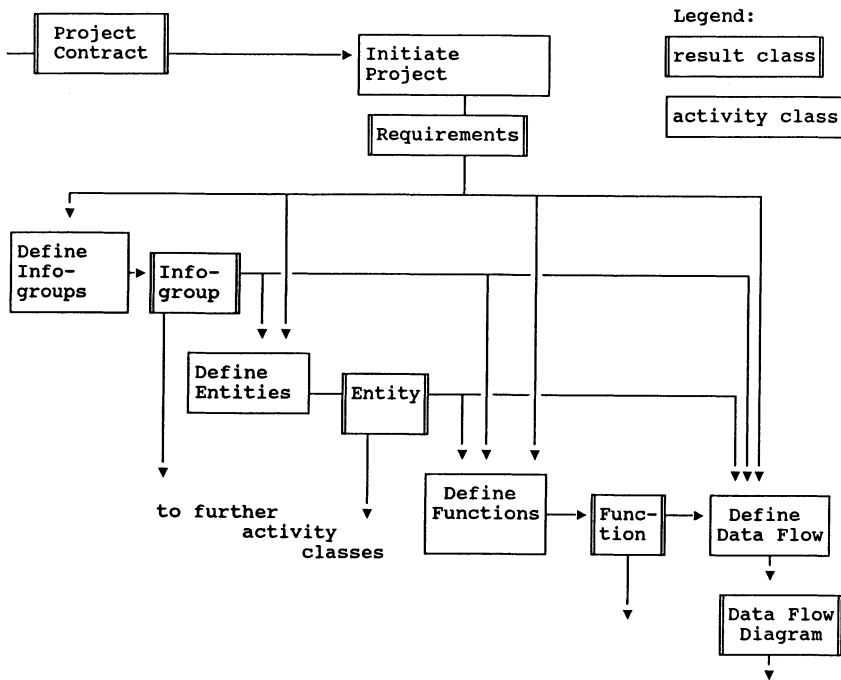 Project
Contract
Initiate
Project
Legend:
result class
activity class
Requirements
Define
Info-
groups
Info-
group
Define
Entities
Entity
to further
activity
classes
Define
Functions
Func-
tion
Define
Data Flow
Data Flow
Diagram